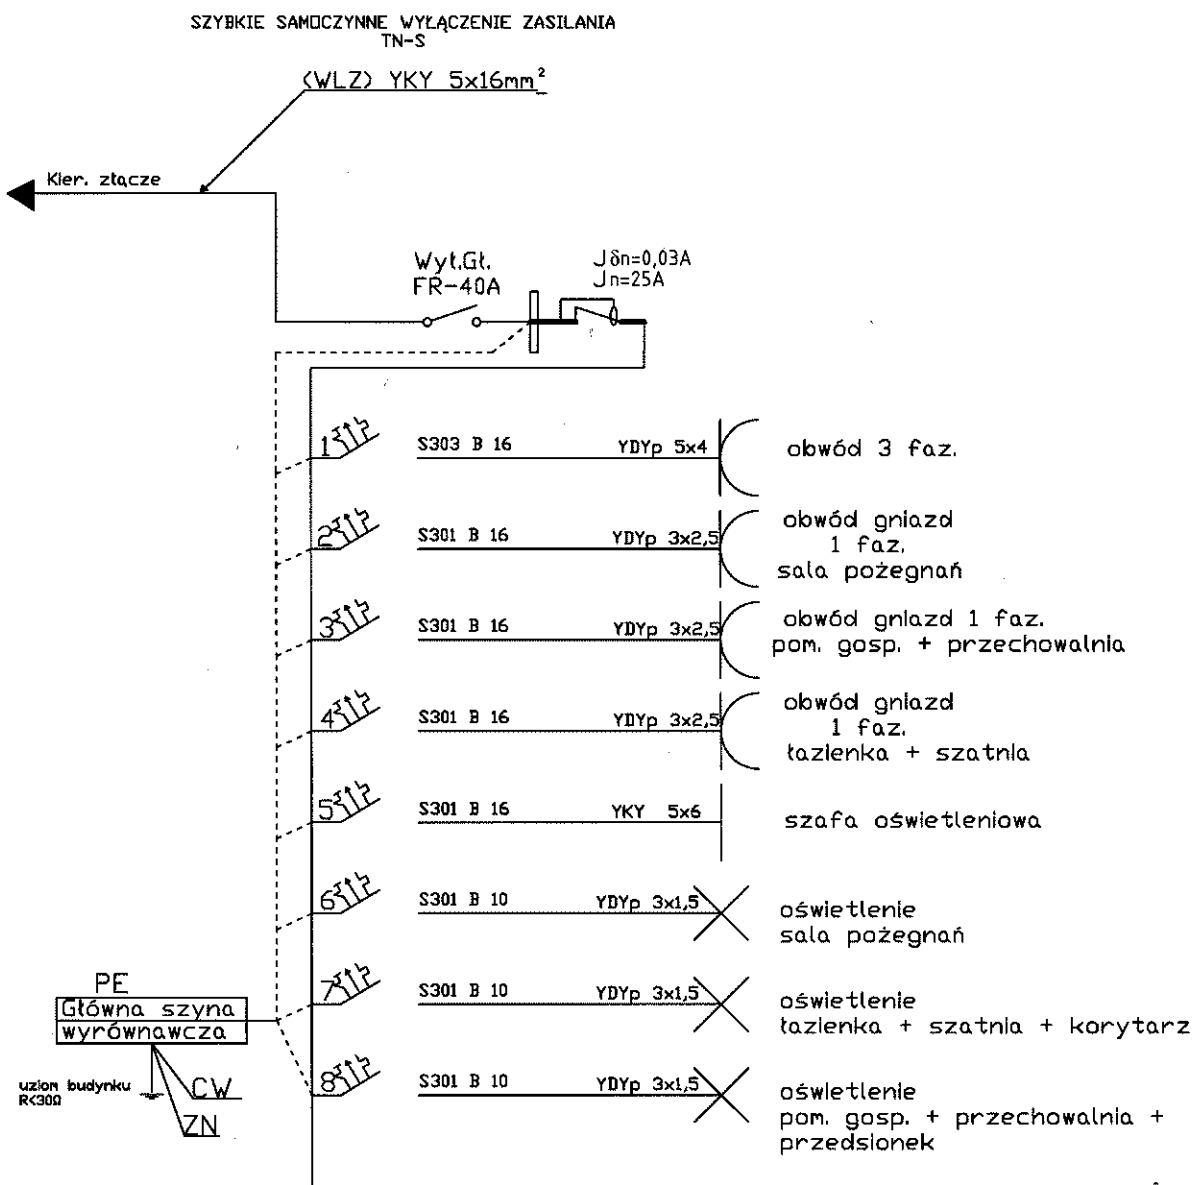 SZYBKIE SAMOCZYNNE WYŁĄCZENIE ZASILANIA
TN-S
(WLZ) YKY 5x16mm²
Kier. złącze
Wył.Gł.
FR-40A
J δn=0,03A
J n=25A
1
S303 B 16
YDYp 5x4
obwód 3 faz.
2
S301 B 16
YDYp 3x2,5
obwód gniazd
1 faz.
sala pożegnań
3
S301 B 16
YDYp 3x2,5
obwód gniazd 1 faz.
pom. gosp. + przechowalnia
4
S301 B 16
YDYp 3x2,5
obwód gniazd
1 faz.
łazienka + szatnia
5
S301 B 16
YKY 5x6
szafa oświetleniowa
6
S301 B 10
YDYp 3x1,5
oświetlenie
sala pożegnań
PE
Główna szyna
wyrównawcza
7
S301 B 10
YDYp 3x1,5
oświetlenie
łazienka + szatnia + korytarz
uziom budynku
R<30Ω
CW
ZN
8
S301 B 10
YDYp 3x1,5
oświetlenie
pom. gosp. + przechowalnia +
przedsionek